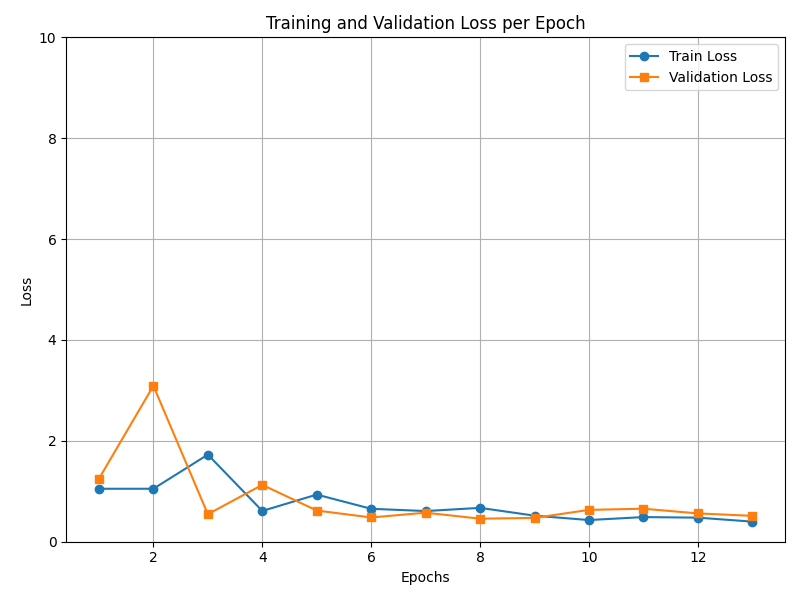 Training and Validation Loss per Epoch
10
Train Loss
Validation Loss
8
6
4
2
0
Loss
2 4 6 8 10 12
Epochs